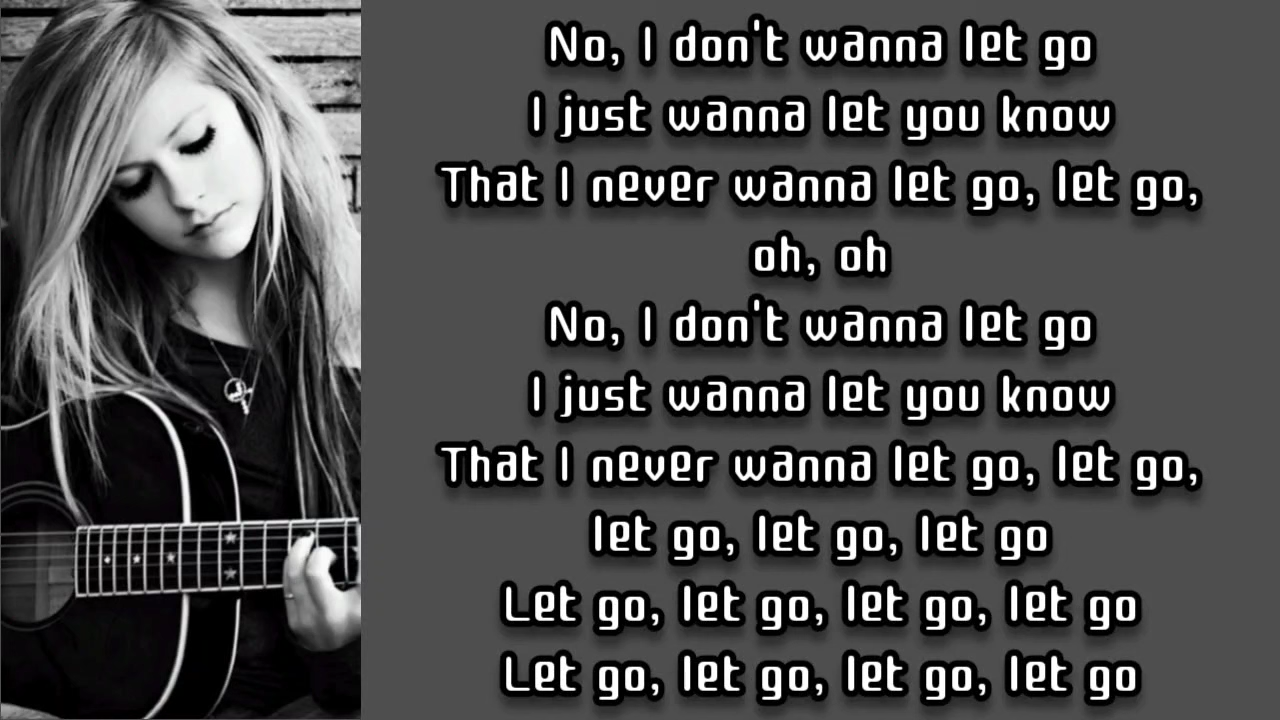 No, I don't wanna let go
I just wanna let you know
That I never wanna let go, let go,
oh, oh
No, I don't wanna let go
I just wanna let you know
That I never wanna let go, let go,
let go, let go, let go
Let go, let go, let go, let go
Let go, let go, let go, let go